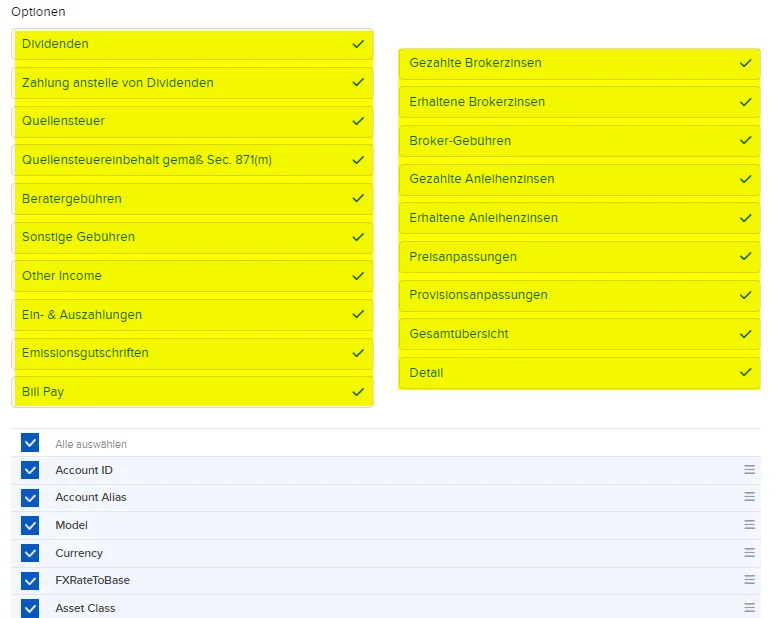 Optionen
Dividenden
Zahlung anstelle von Dividenden
Quellensteuer
Quellensteuereinbehalt gemäß Sec. 871(m)
Beratergebühren
Sonstige Gebühren
Other Income
Ein- & Auszahlungen
Emissionsgutschriften
Bill Pay
Gezahlte Brokerzinsen
Erhaltene Brokerzinsen
Broker-Gebühren
Gezahlte Anleihenzinsen
Erhaltene Anleihenzinsen
Preisanpassungen
Provisionsanpassungen
Gesamtübersicht
Detail
Alle auswählen
Account ID
Account Alias
Model
Currency
FXRateToBase
Asset Class